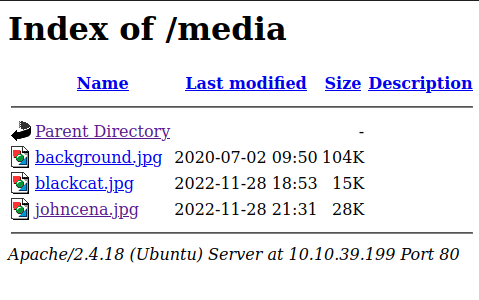 Index of /media
Name Last modified Size Description
Parent Directory -
background.jpg 2020-07-02 09:50 104K
blackcat.jpg 2022-11-28 18:53 15K
johncena.jpg 2022-11-28 21:31 28K
Apache/2.4.18 (Ubuntu) Server at 10.10.39.199 Port 80